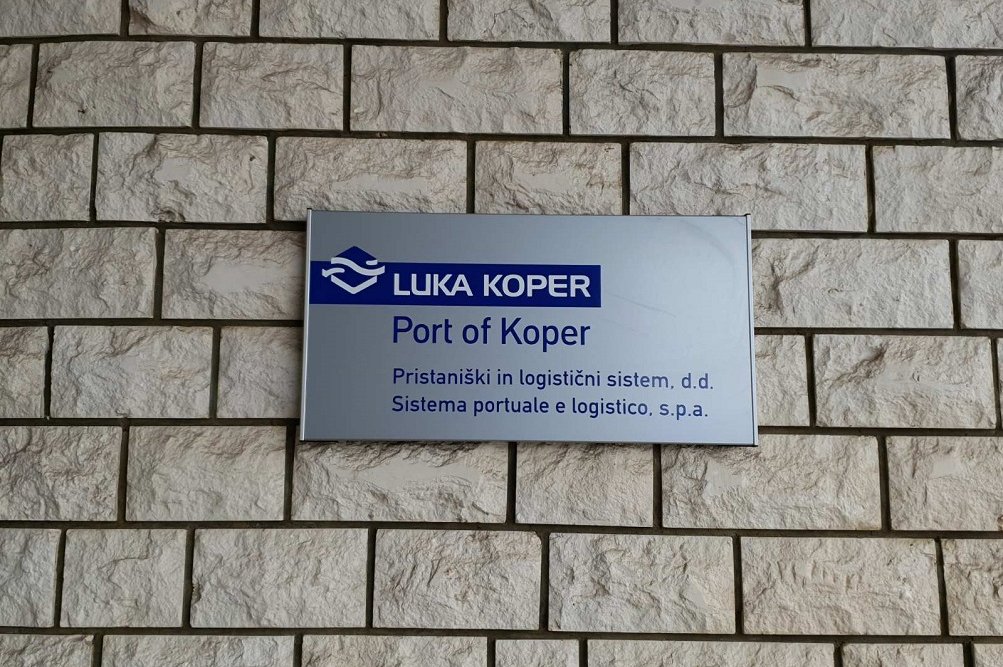 LUKA KOPER
Port of Koper
Pristaniški in logistični sistem, d.d.
Sistema portuale e logistico, s.p.a.